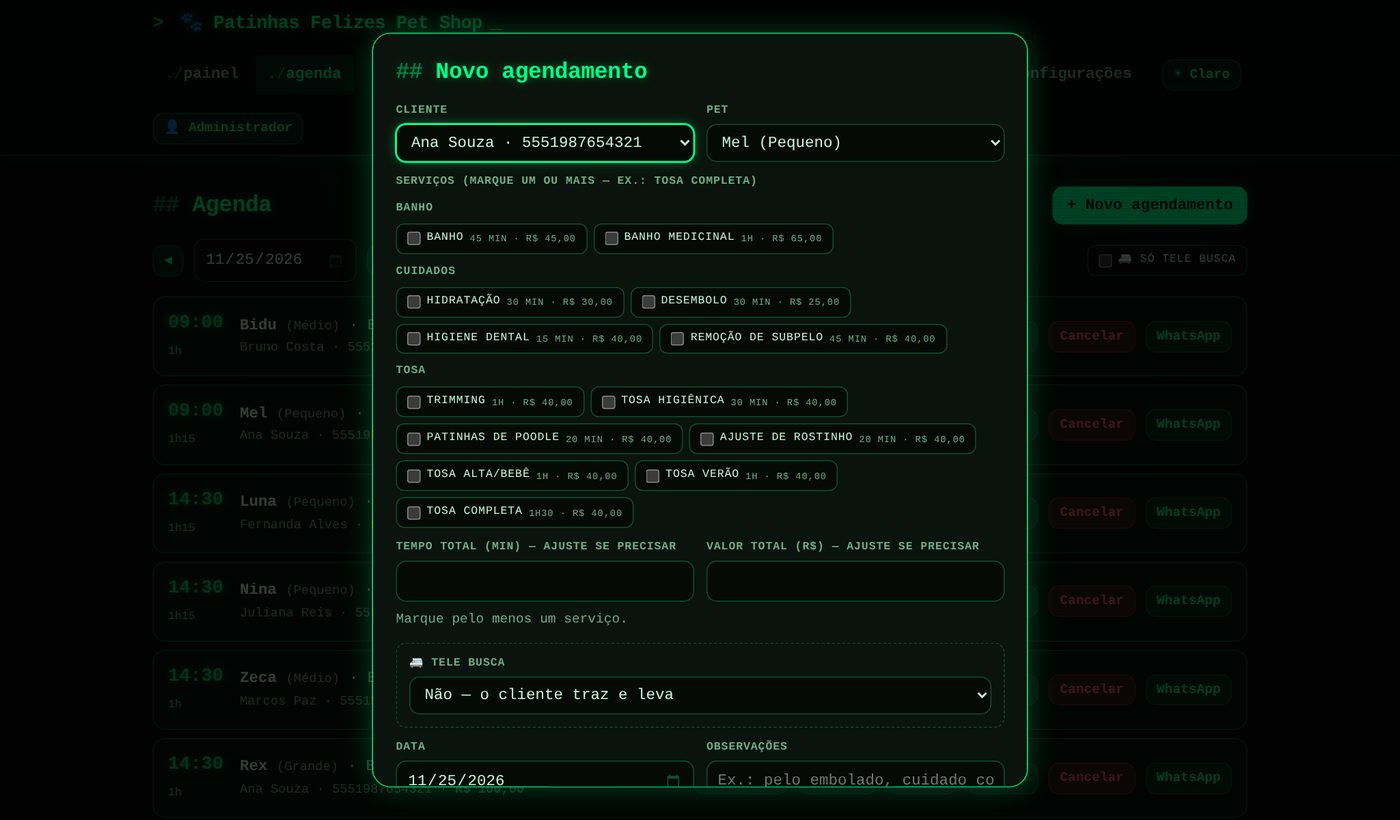 > 🐾 Patinhas Felizes Pet Shop _
./painel ./agenda nfigurações ☀ Claro
👤 Administrador
## Agenda
+ Novo agendamento
◄ 11/25/2026 🚐 SÓ TELE BUSCA
09:00 Bidu (Médio) ·
1h Bruno Costa · 555
Cancelar WhatsApp
09:00 Mel (Pequeno) ·
1h15 Ana Souza · 55519
Cancelar WhatsApp
14:30 Luna (Pequeno) ·
1h15 Fernanda Alves ·
Cancelar WhatsApp
14:30 Nina (Pequeno) ·
1h15 Juliana Reis · 55
Cancelar WhatsApp
14:30 Zeca (Médio) ·
1h Marcos Paz · 5551
Cancelar WhatsApp
14:30 Rex (Grande) ·
1h Ana Souza · 5551987654321 · R$ 100,00
Cancelar WhatsApp
## Novo agendamento
CLIENTE PET
Ana Souza · 5551987654321 Mel (Pequeno)
SERVIÇOS (MARQUE UM OU MAIS — EX.: TOSA COMPLETA)
BANHO
BANHO 45 MIN · R$ 45,00 BANHO MEDICINAL 1H · R$ 65,00
CUIDADOS
HIDRATAÇÃO 30 MIN · R$ 30,00 DESEMBOLO 30 MIN · R$ 25,00
HIGIENE DENTAL 15 MIN · R$ 40,00 REMOÇÃO DE SUBPELO 45 MIN · R$ 40,00
TOSA
TRIMMING 1H · R$ 40,00 TOSA HIGIÊNICA 30 MIN · R$ 40,00
PATINHAS DE POODLE 20 MIN · R$ 40,00 AJUSTE DE ROSTINHO 20 MIN · R$ 40,00
TOSA ALTA/BEBÊ 1H · R$ 40,00 TOSA VERÃO 1H · R$ 40,00
TOSA COMPLETA 1H30 · R$ 40,00
TEMPO TOTAL (MIN) — AJUSTE SE PRECISAR VALOR TOTAL (R$) — AJUSTE SE PRECISAR
Marque pelo menos um serviço.
🚐 TELE BUSCA
Não — o cliente traz e leva
DATA OBSERVAÇÕES
11/25/2026 Ex.: pelo embolado, cuidado co